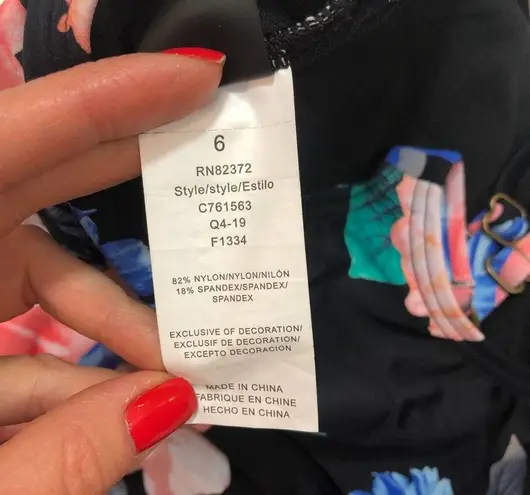 6
RN82372
Style/style/Estilo
C761563
Q4-19
F1334
82% NYLON/NYLON/NILÓN
18% SPANDEX/SPANDEX/
SPANDEX
EXCLUSIVE OF DECORATION/
EXCLUSIF DE DECORATION/
EXCEPTO DECORACION
MADE IN CHINA
FABRIQUE EN CHINE
HECHO EN CHINA